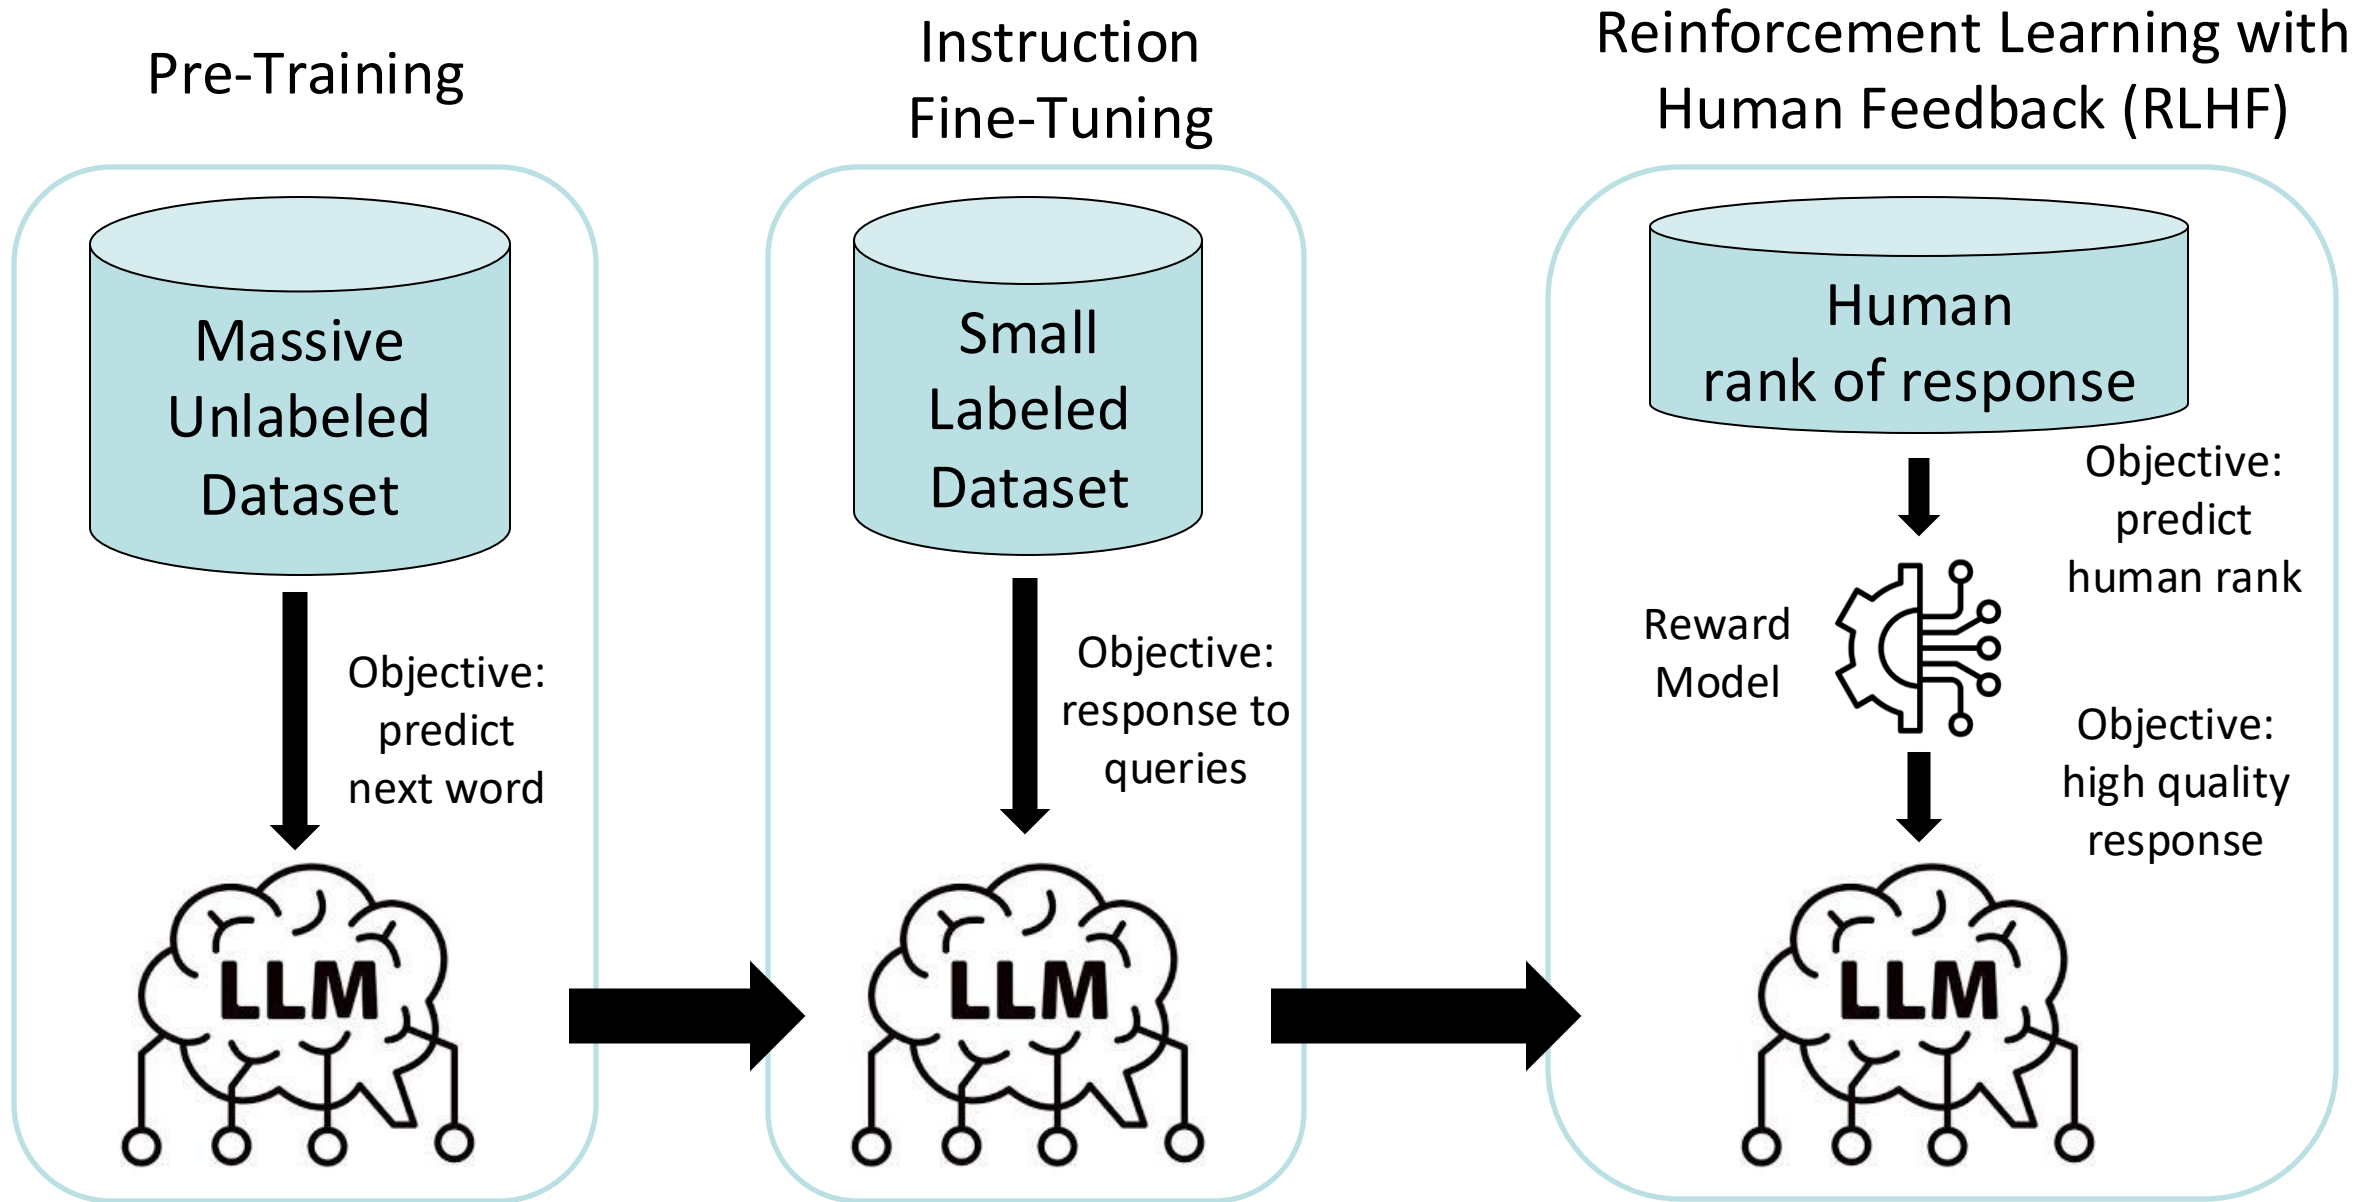 Pre-Training
Massive
Unlabeled
Dataset
Objective:
predict
next word
LLM
Instruction
Fine-Tuning
Small
Labeled
Dataset
Objective:
response to
queries
LLM
Reinforcement Learning with
Human Feedback (RLHF)
Human
rank of response
Objective:
predict
human rank
Reward
Model
Objective:
high quality
response
LLM